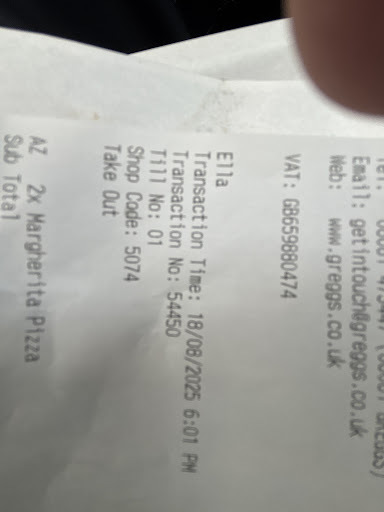 Email: getintouch@greggs.co.uk
Web: www.greggs.co.uk
VAT: GB659880474
Ella
Transaction Time: 18/08/2025 6:01 PM
Transaction No: 54450
Till No: 01
Shop Code: 5074
Take Out
AZ 2x Margherita Pizza
Sub Total